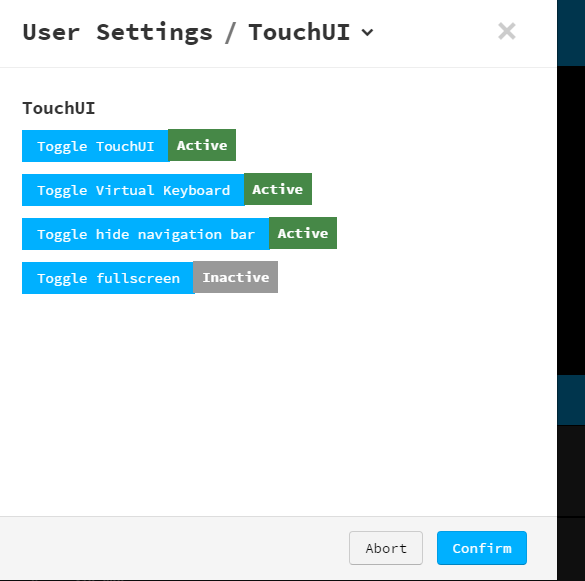 User Settings / TouchUI
TouchUI
Toggle TouchUI Active
Toggle Virtual Keyboard Active
Toggle hide navigation bar Active
Toggle fullscreen Inactive
Abort Confirm